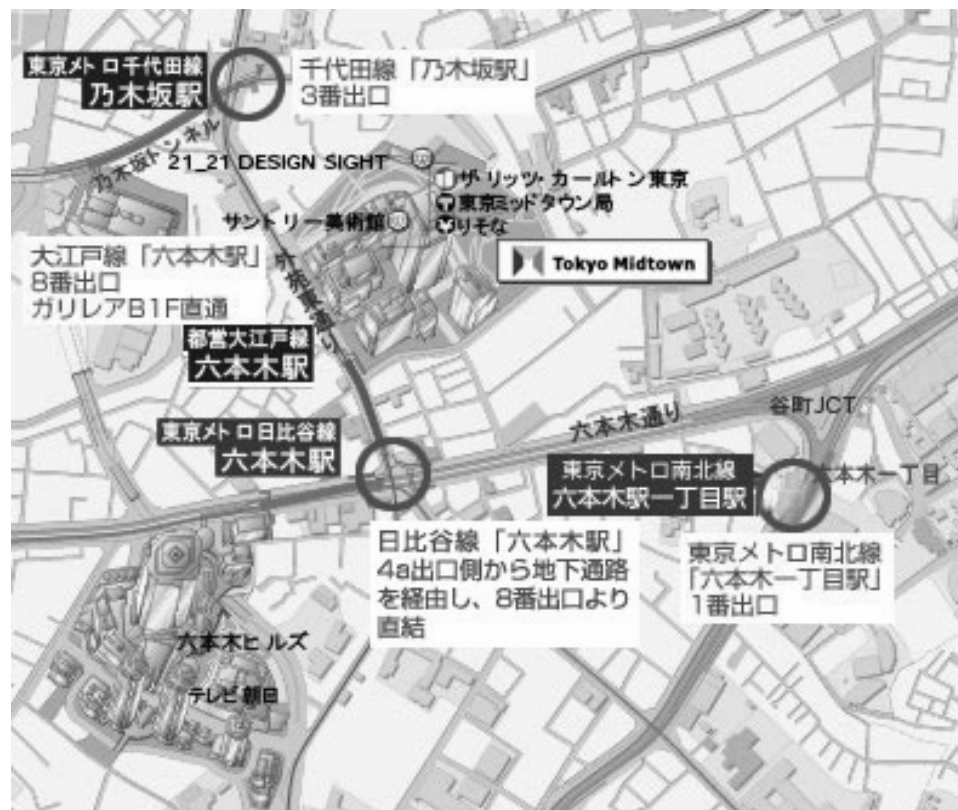 東京メトロ千代田線
乃木坂駅
千代田線「乃木坂駅」
3番出口
乃木坂トンネル
21_21 DESIGN SIGHT
ザ・リッツ・カールトン東京
東京ミッドタウン局
りそな
サントリー美術館
Tokyo Midtown
大江戸線「六本木駅」
8番出口
ガリレアB1F直通
外苑東通り
都営大江戸線
六本木駅
谷町JCT
六本木通り
東京メトロ日比谷線
六本木駅
東京メトロ南北線
六本木駅一丁目駅
六本木一丁目
日比谷線「六本木駅」
4a出口側から地下通路
を経由し、8番出口より
直結
東京メトロ南北線
「六本木一丁目駅」
1番出口
六本木ヒルズ
テレビ朝日